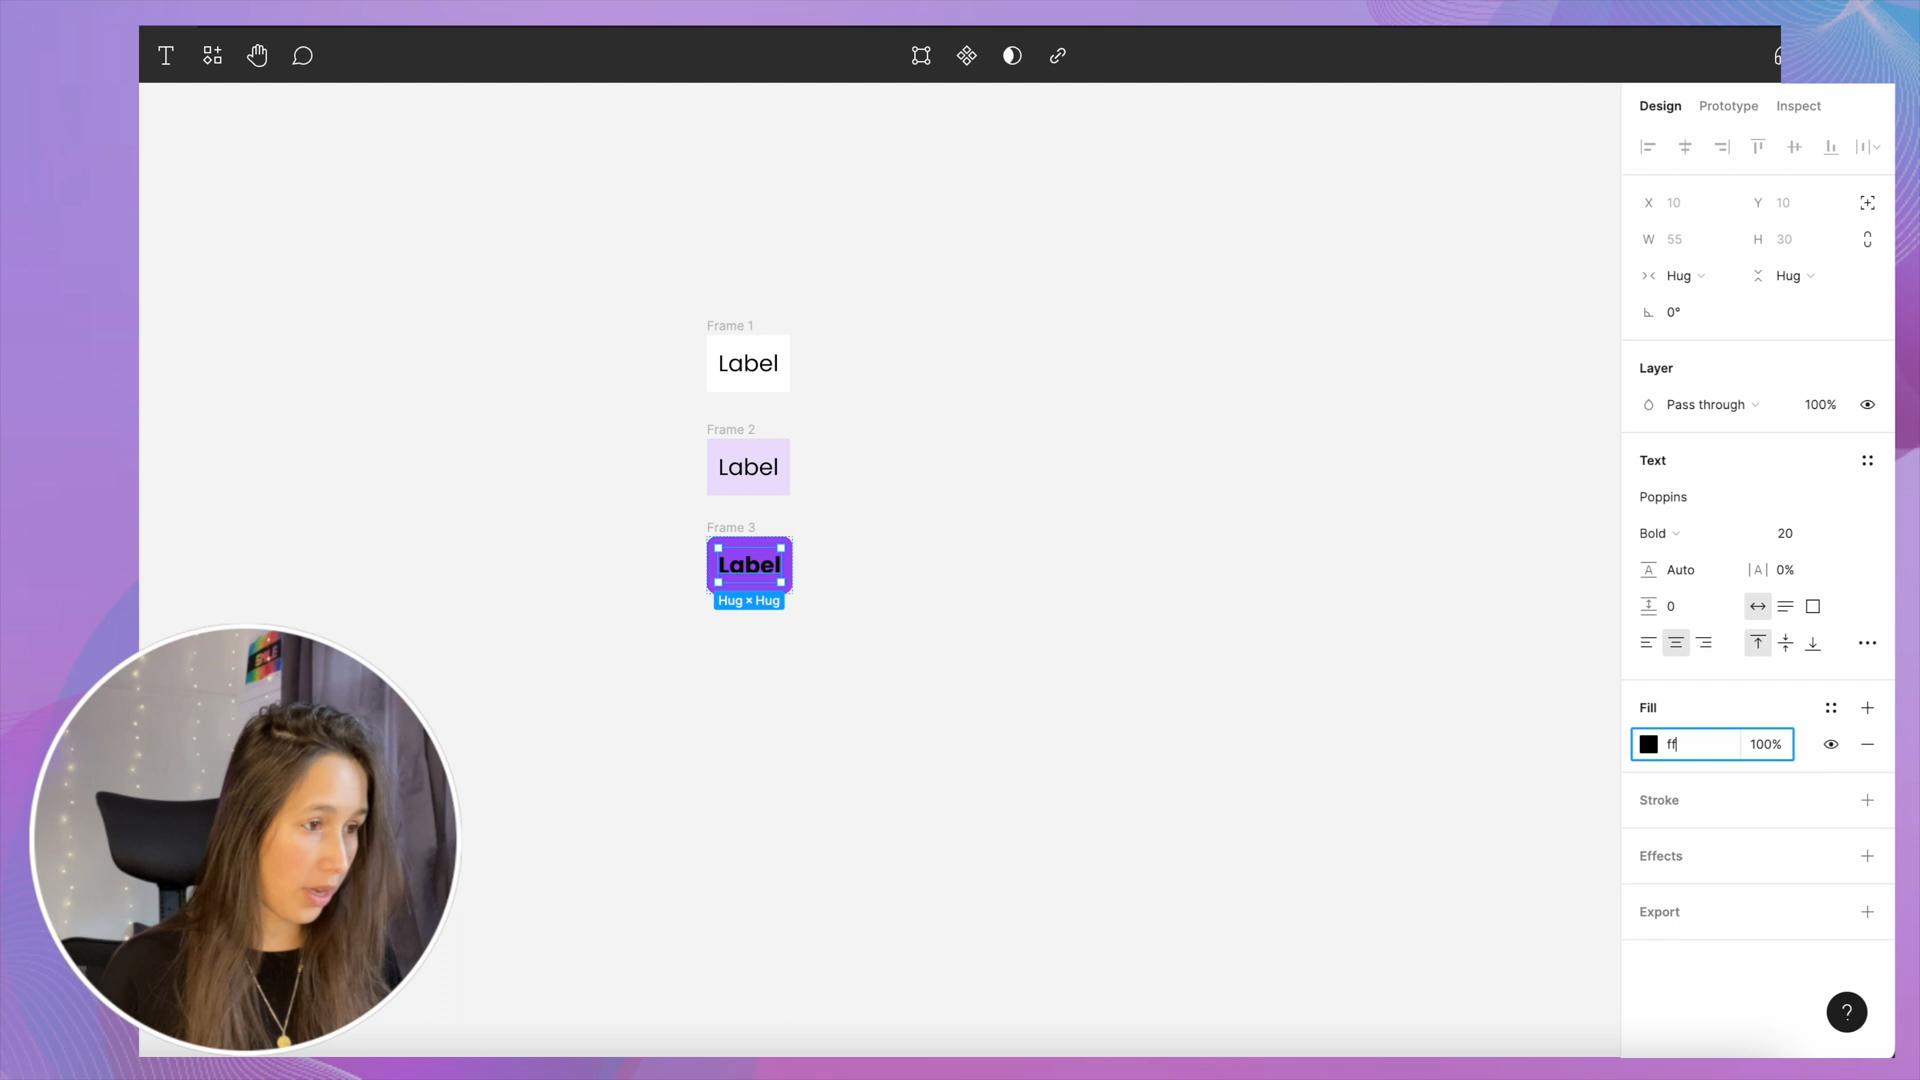 Design Prototype Inspect
X 10 Y 10
W 55 H 30
Hug Hug
0°
Frame 1
Label
Layer
Pass through 100%
Frame 2
Label
Text
Poppins
Frame 3
Bold 20
Label
Auto |A| 0%
Hug × Hug
0
Fill
ff 100%
Stroke
Effects
Export
?